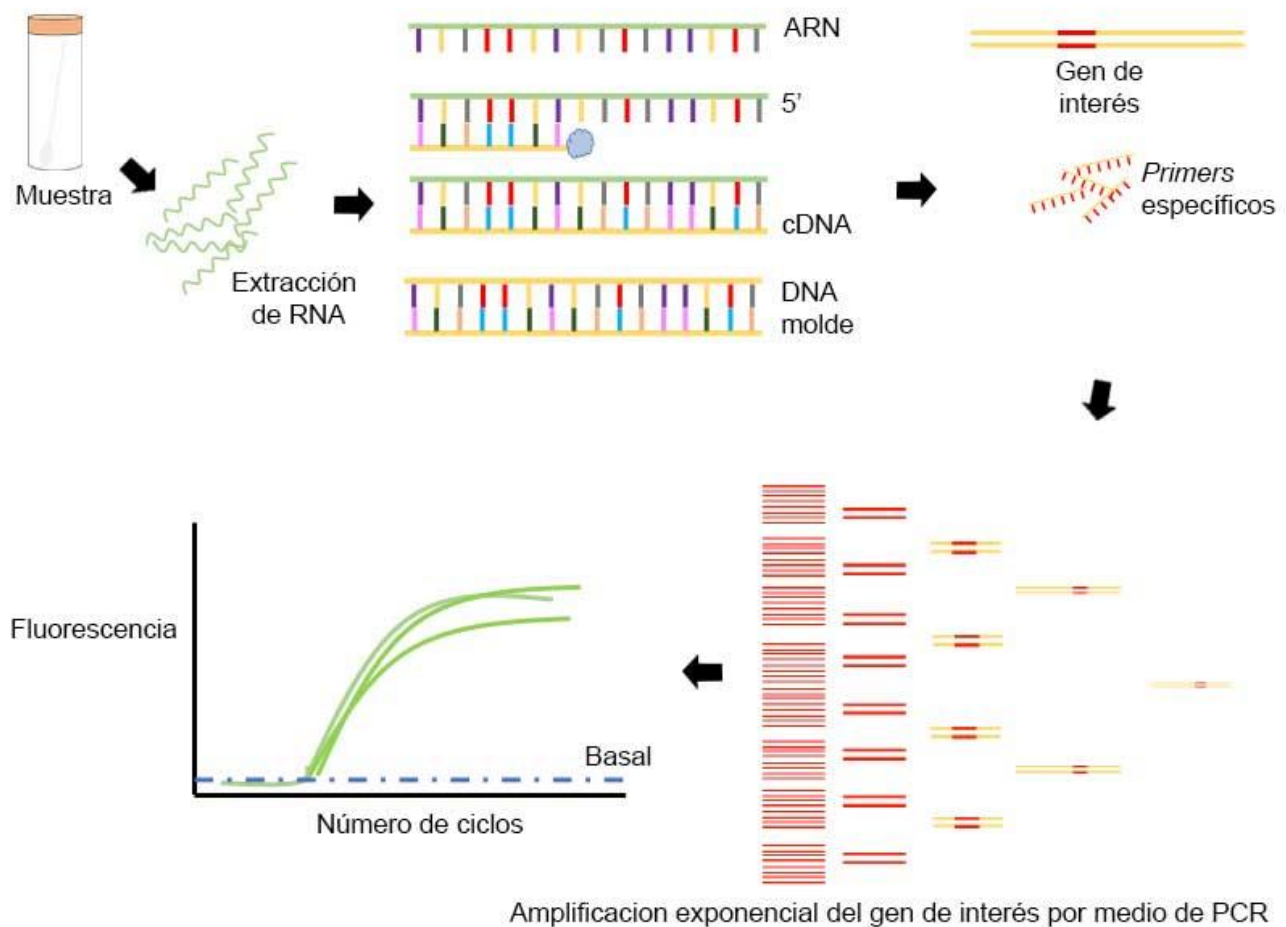 Muestra
Extracción
de RNA
ARN
5’
cDNA
DNA
molde
Gen de
interés
Primers
específicos
Fluorescencia
Basal
Número de ciclos
Amplificacion exponencial del gen de interés por medio de PCR